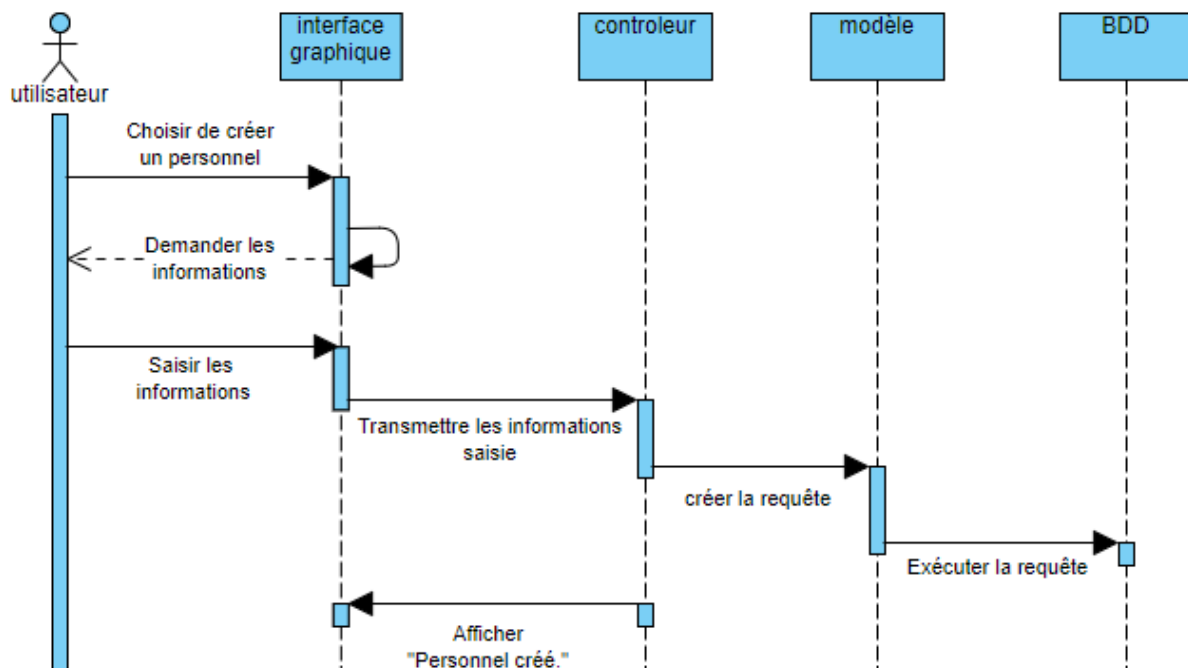 interface
graphique
controleur
modèle
BDD
utilisateur
Choisir de créer
un personnel
Demander les
informations
Saisir les
informations
Transmettre les informations
saisie
créer la requête
Exécuter la requête
Afficher
"Personnel créé."